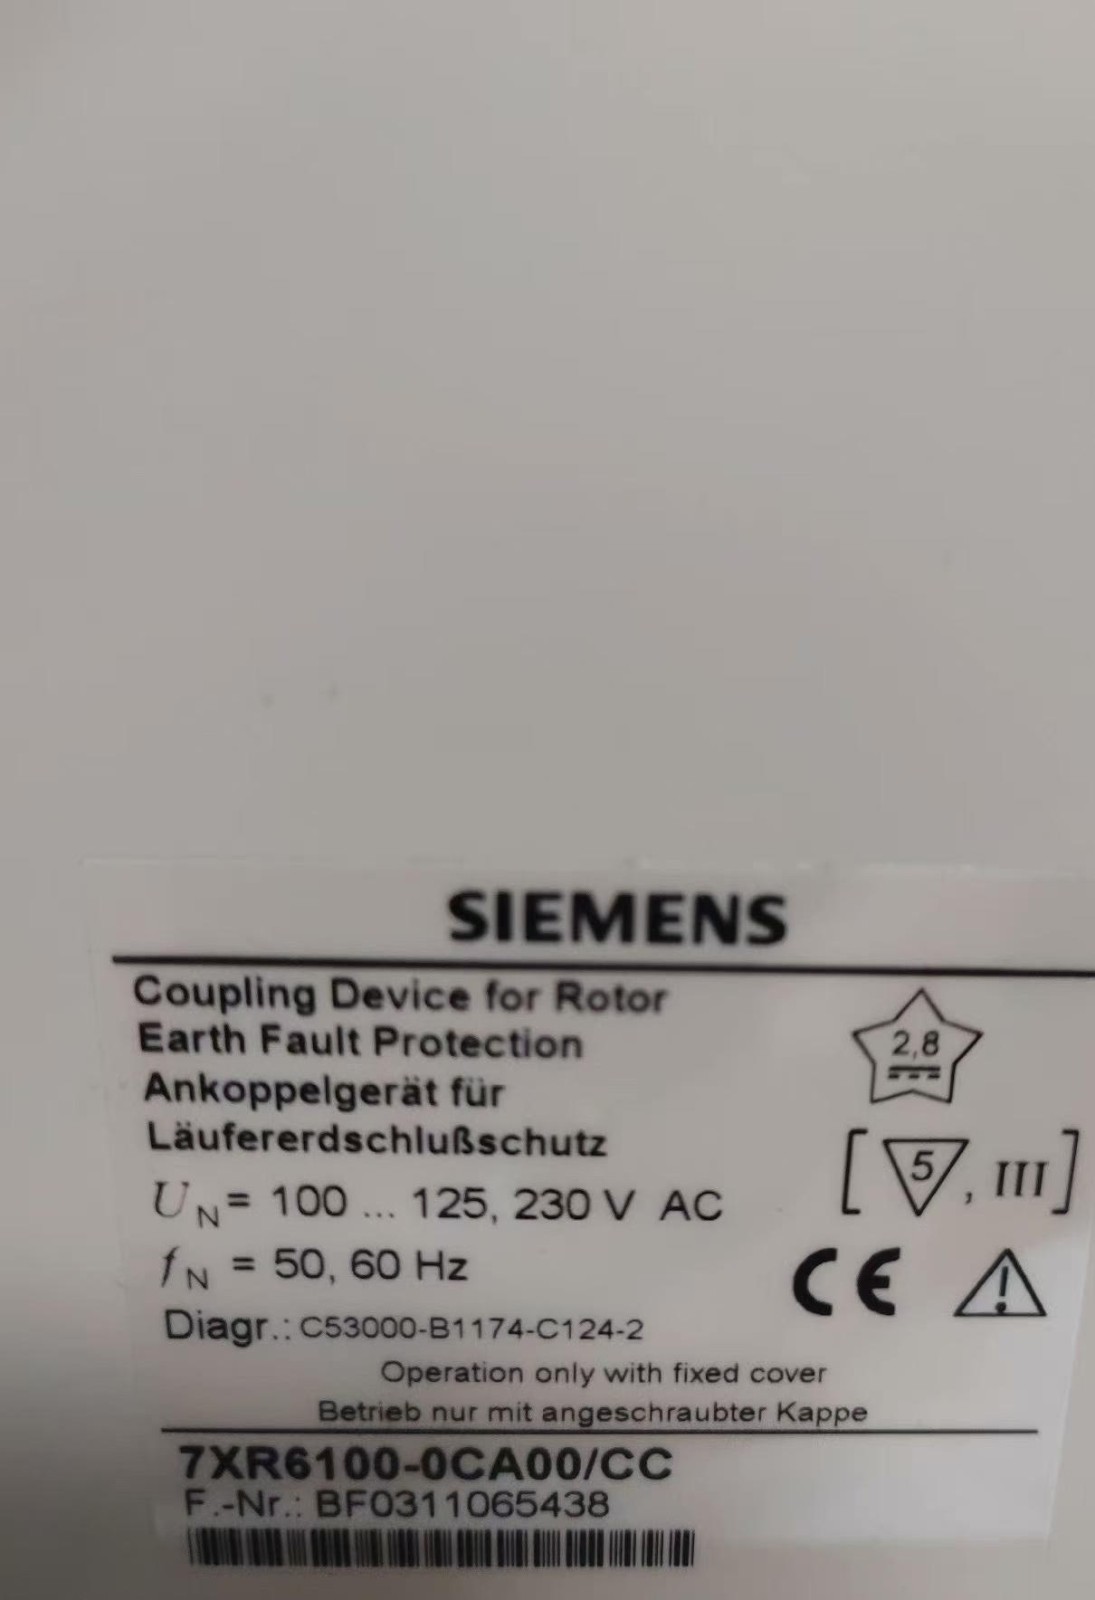 SIEMENS
Coupling Device for Rotor
Earth Fault Protection
Ankoppelgerät für
Läufererdschlußschutz
2,8
[ 5, III ]
U N = 100 ... 125, 230 V AC
f N = 50, 60 Hz
CE
Diagr.: C53000-B1174-C124-2
Operation only with fixed cover
Betrieb nur mit angeschraubter Kappe
7XR6100-0CA00/CC
F.-Nr.: BF0311065438